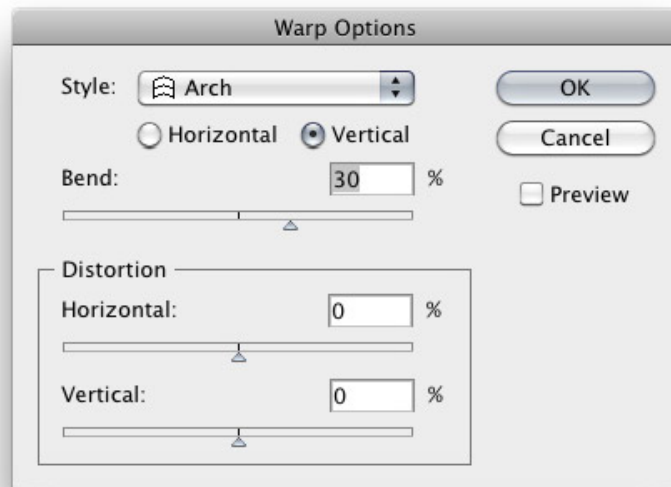 Warp Options
Style: Arch
Horizontal Vertical
Bend: 30 %
Distortion
Horizontal: 0 %
Vertical: 0 %
OK
Cancel
Preview